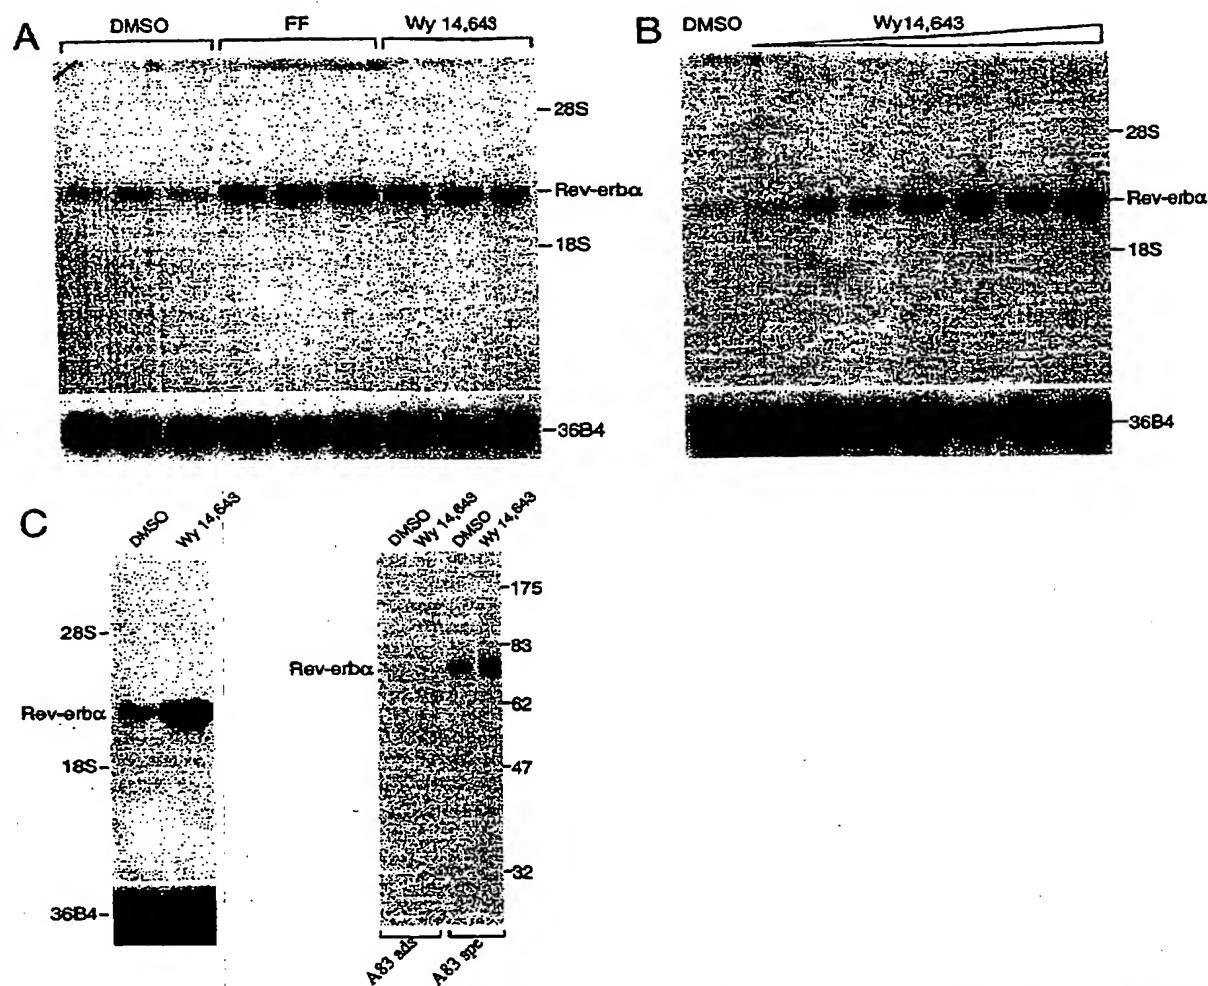 A
DMSO FF Wy 14,643
28S
Rev-erbα
18S
36B4
B
DMSO Wy14,643
28S
Rev-erbα
18S
36B4
C
DMSO Wy 14,643
28S
Rev-erbα
18S
36B4
DMSO Wy 14,643 DMSO Wy 14,643
175
83
Rev-erbα
62
47
32
A83 ads A83 spe